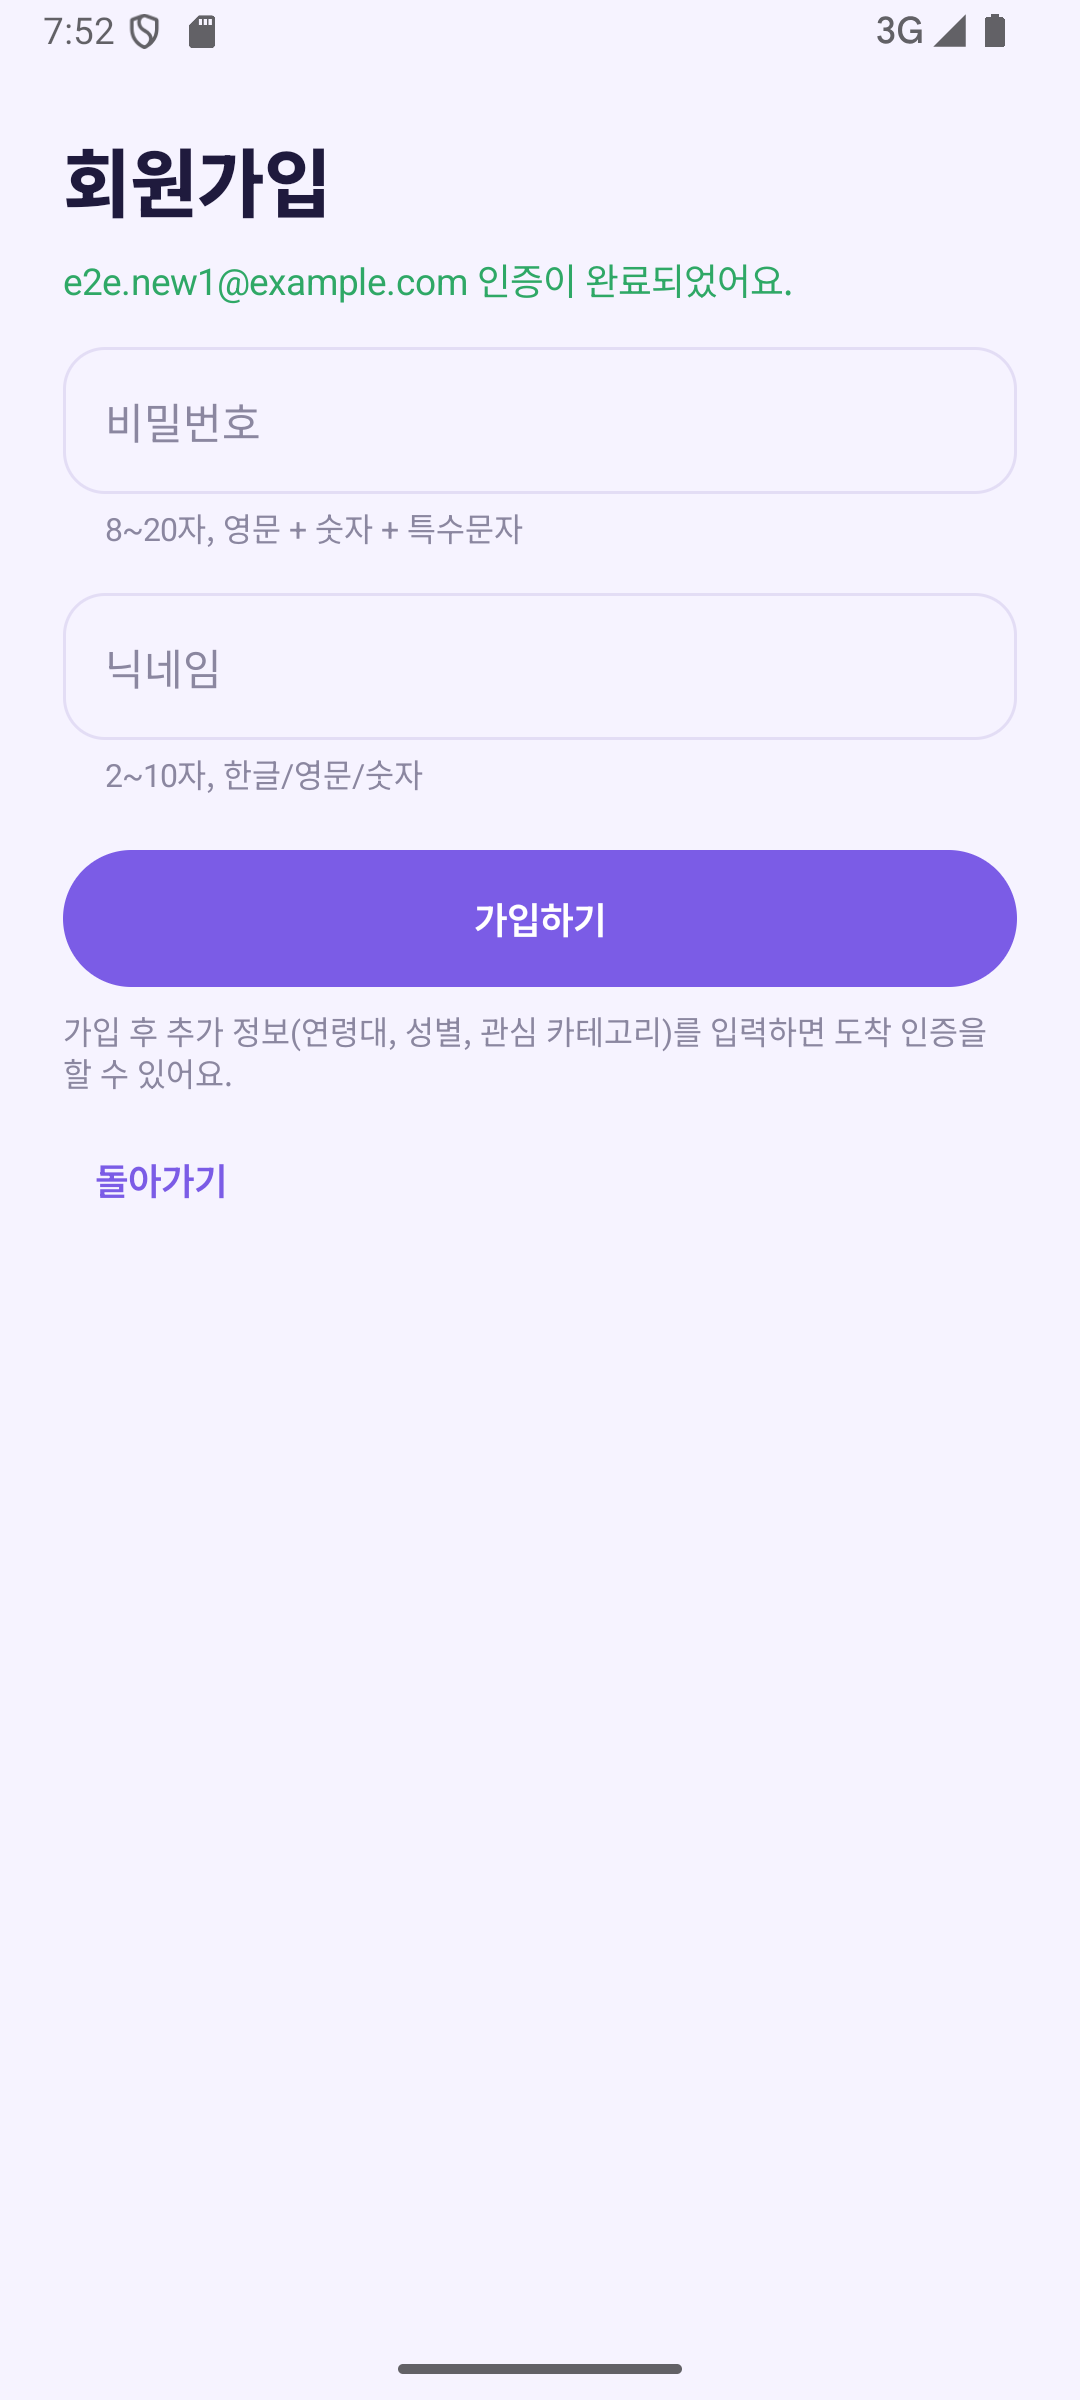 7:52
3G
회원가입
e2e.new1@example.com 인증이 완료되었어요.
비밀번호
8~20자, 영문 + 숫자 + 특수문자
닉네임
2~10자, 한글/영문/숫자
가입하기
가입 후 추가 정보(연령대, 성별, 관심 카테고리)를 입력하면 도착 인증을
할 수 있어요.
돌아가기